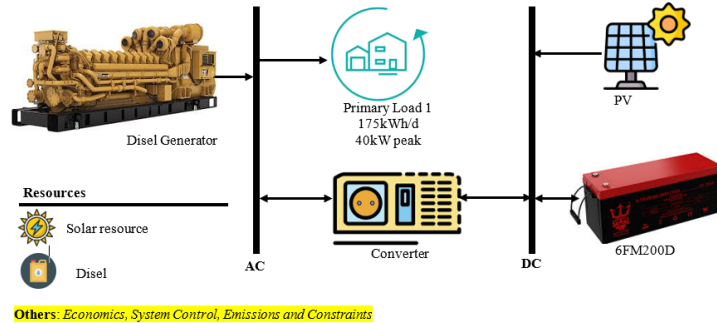 Disel Generator
Primary Load 1
175kWh/d
40kW peak
PV
Resources
Solar resource
Disel
Converter
6FM200D
AC
DC
Others: Economics, System Control, Emissions and Constraints